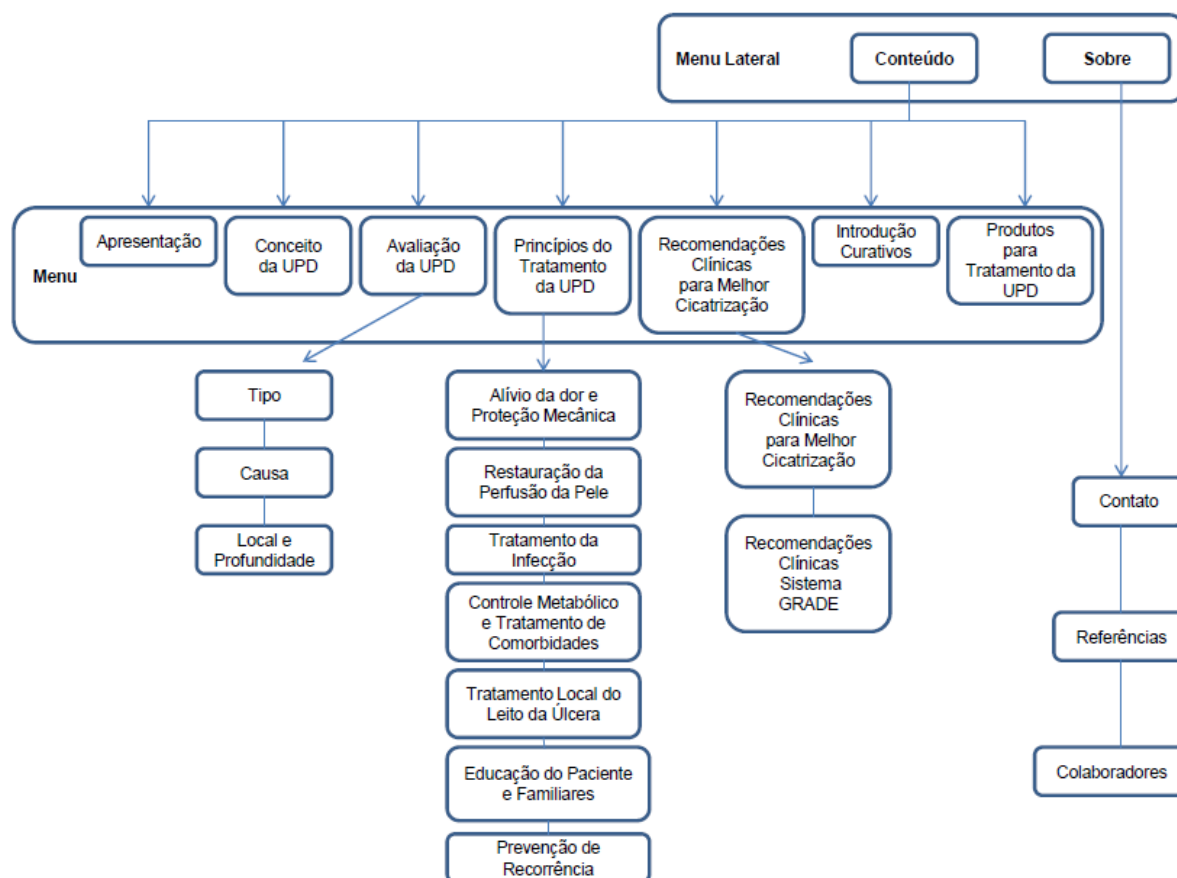 Menu Lateral
Conteúdo
Sobre
Menu
Apresentação
Conceito
da UPD
Avaliação
da UPD
Princípios do
Tratamento
da UPD
Recomendações
Clínicas
para Melhor
Cicatrização
Introdução
Curativos
Produtos
para
Tratamento da
UPD
Tipo
Causa
Local e
Profundidade
Alívio da dor e
Proteção Mecânica
Restauração da
Perfusão da Pele
Tratamento da
Infecção
Controle Metabólico
e Tratamento de
Comorbidades
Tratamento Local do
Leito da Úlcera
Educação do Paciente
e Familiares
Prevenção de
Recorrência
Recomendações
Clínicas
para Melhor
Cicatrização
Recomendações
Clínicas
Sistema
GRADE
Contato
Referências
Colaboradores